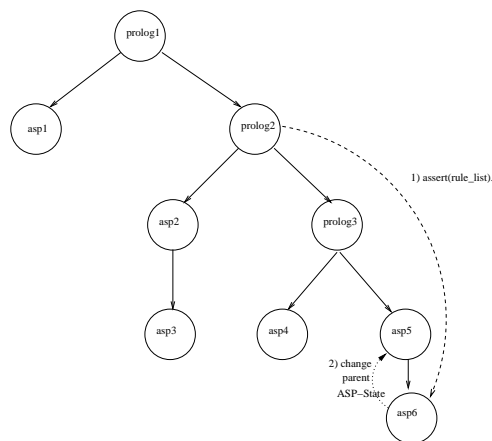 prolog1
asp1
prolog2
1) assert(rule_list).
asp2
prolog3
asp3
asp4
asp5
2) change
parent
ASP-State
asp6